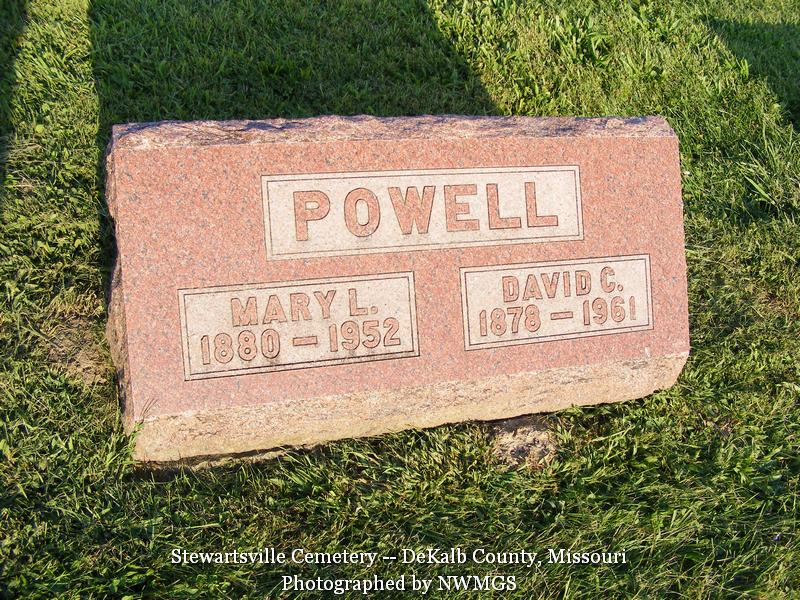 POWELL
MARY L.
1880 – 1952
DAVID C.
1878 – 1961
Stewartsville Cemetery -- DeKalb County, Missouri
Photographed by NWMGS